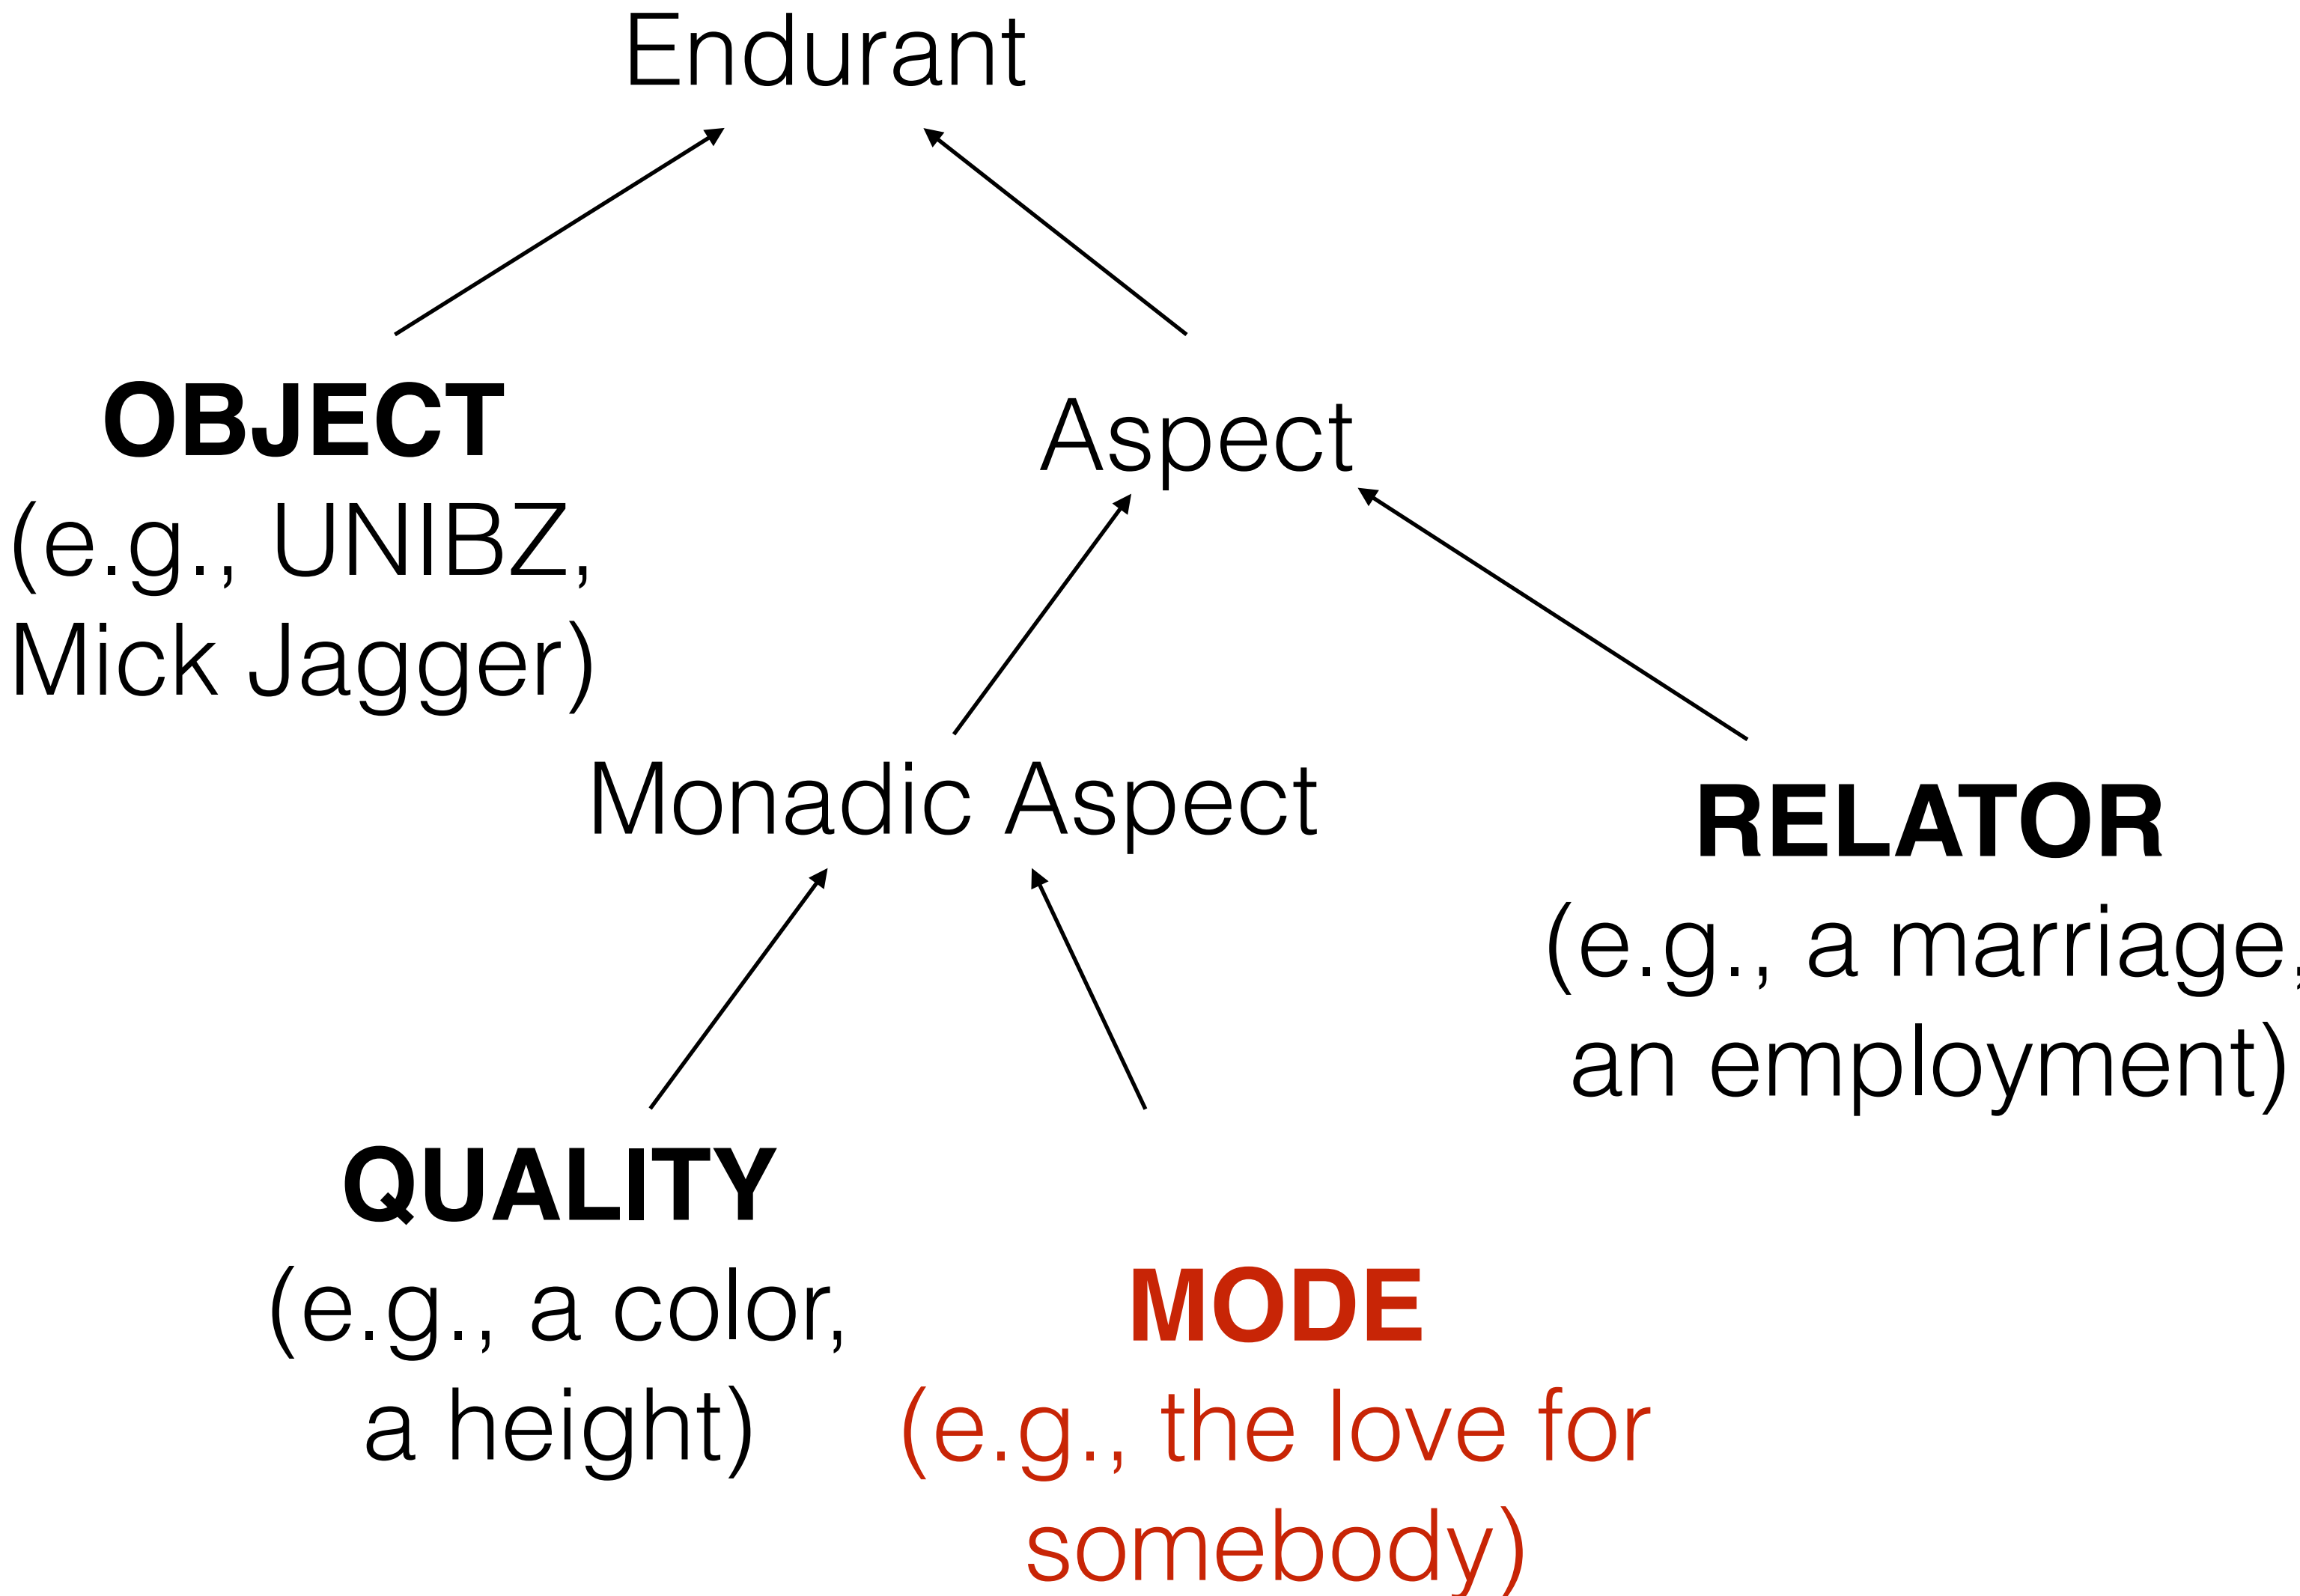 Endurant
OBJECT
(e.g., UNIBZ,
Mick Jagger)
Aspect
Monadic Aspect
RELATOR
(e.g., a marriage,
an employment)
QUALITY
(e.g., a color,
a height)
MODE
(e.g., the love for
somebody)